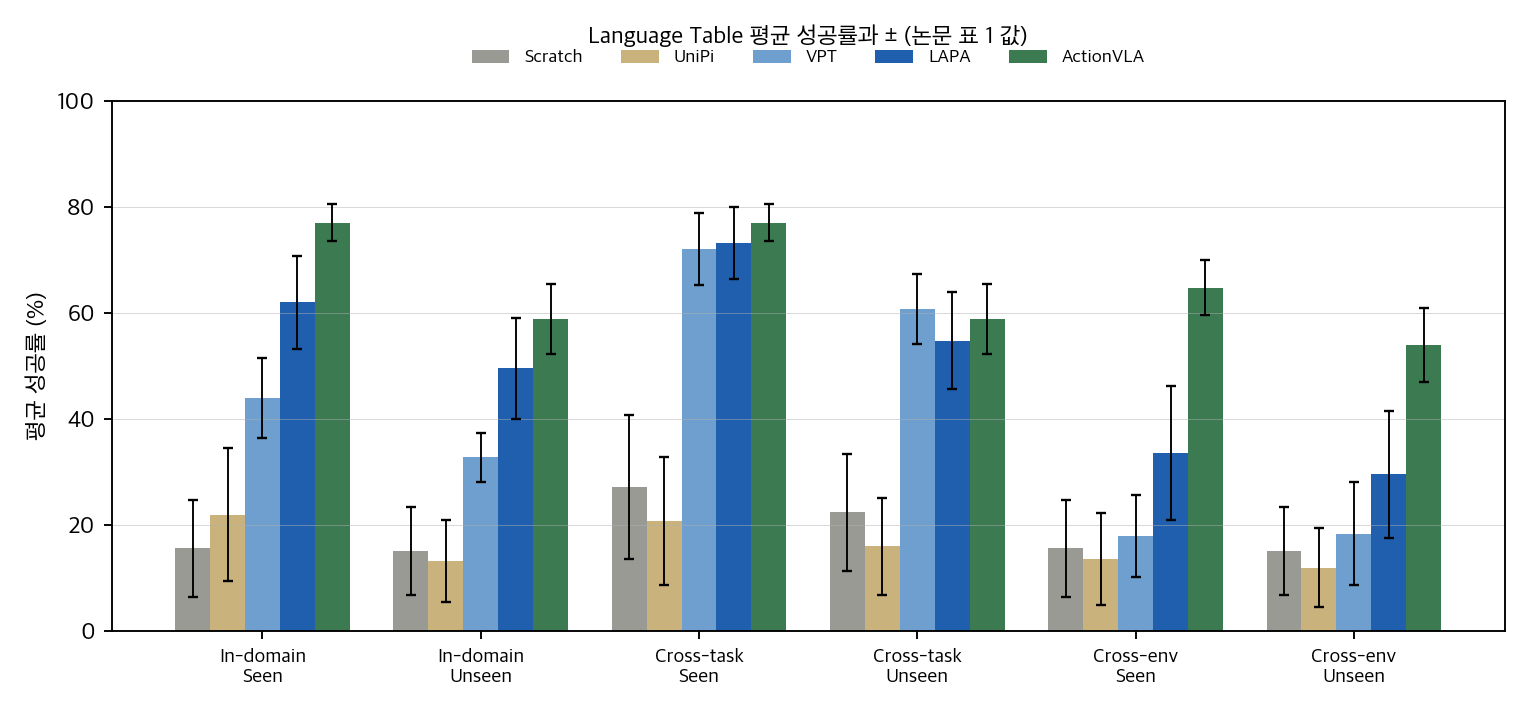 Language Table 평균 성공률과 ± (논문 표 1 값)
Scratch UniPi VPT LAPA ActionVLA
평균 성공률 (%)
100
80
60
40
20
0
In-domain Seen
In-domain Unseen
Cross-task Seen
Cross-task Unseen
Cross-env Seen
Cross-env Unseen